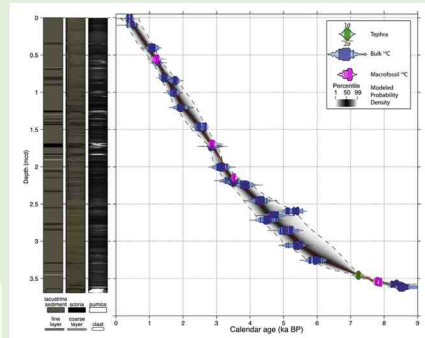 1σ
Tephra
2σ
Bulk ¹⁴C
Macrofossil ¹⁴C
Percentile
1 50 99
Modeled
Probability
Density
0
0.5
1
1.5
2
2.5
3
3.5
Depth (mcd)
0 1 2 3 4 5 6 7 8 9
Calendar age (ka BP)
lacustrine
sediment
scoria
pumice
fine
layer
coarse
layer
clast